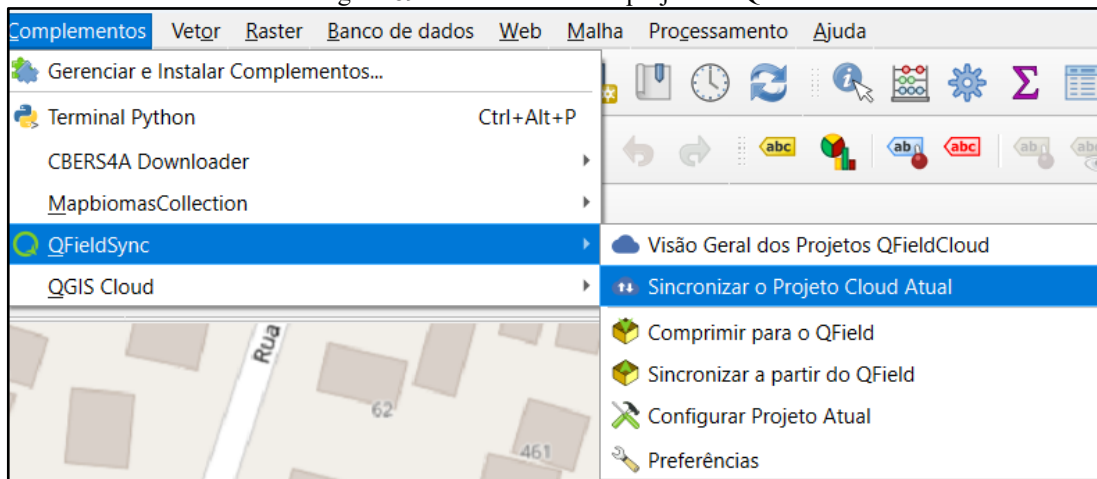 Complementos Vetor Raster Banco de dados Web Malha Processamento Ajuda
Gerenciar e Instalar Complementos...
Terminal Python Ctrl+Alt+P
CBERS4A Downloader
MapbiomasCollection
QFieldSync
QGIS Cloud
abc ab abc ab abc
Visão Geral dos Projetos QFieldCloud
Sincronizar o Projeto Cloud Atual
Comprimir para o QField
Sincronizar a partir do QField
Configurar Projeto Atual
Preferências
Rua
62
461